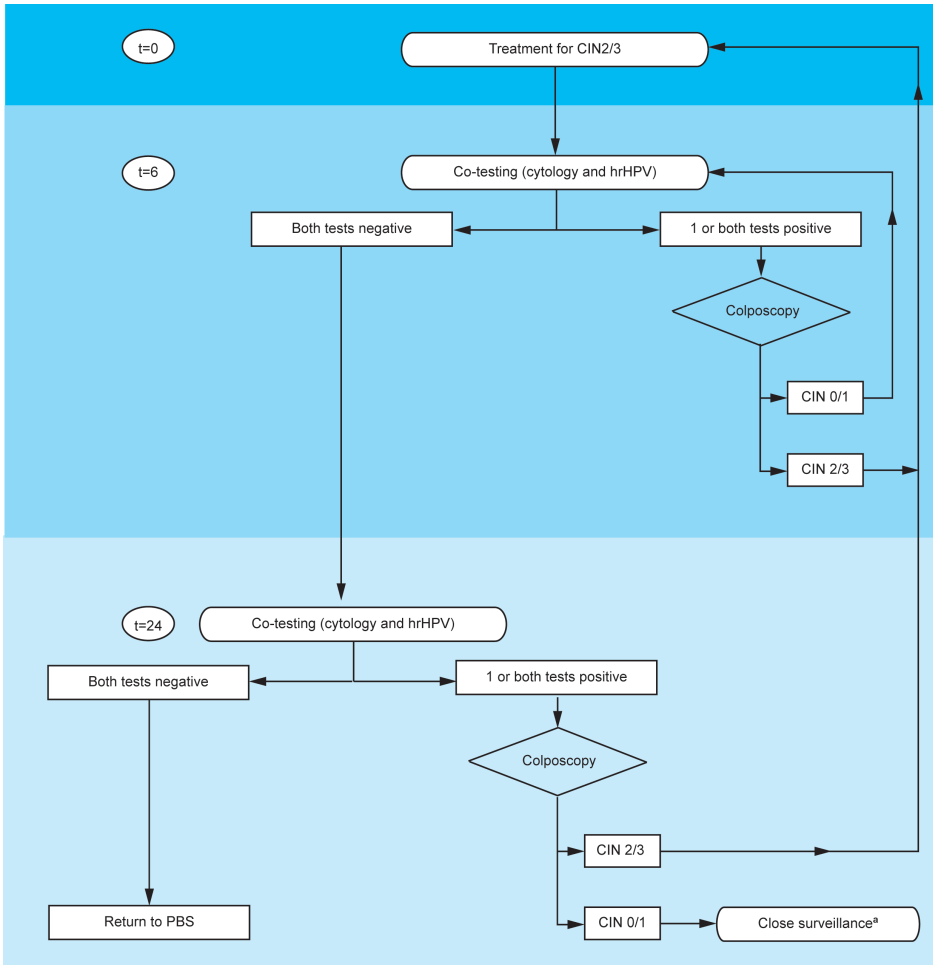 t=0
Treatment for CIN2/3
t=6
Co-testing (cytology and hrHPV)
Both tests negative
1 or both tests positive
Colposcopy
CIN 0/1
CIN 2/3
t=24
Co-testing (cytology and hrHPV)
Both tests negative
1 or both tests positive
Colposcopy
CIN 2/3
Return to PBS
CIN 0/1
Close surveillanceᵃ